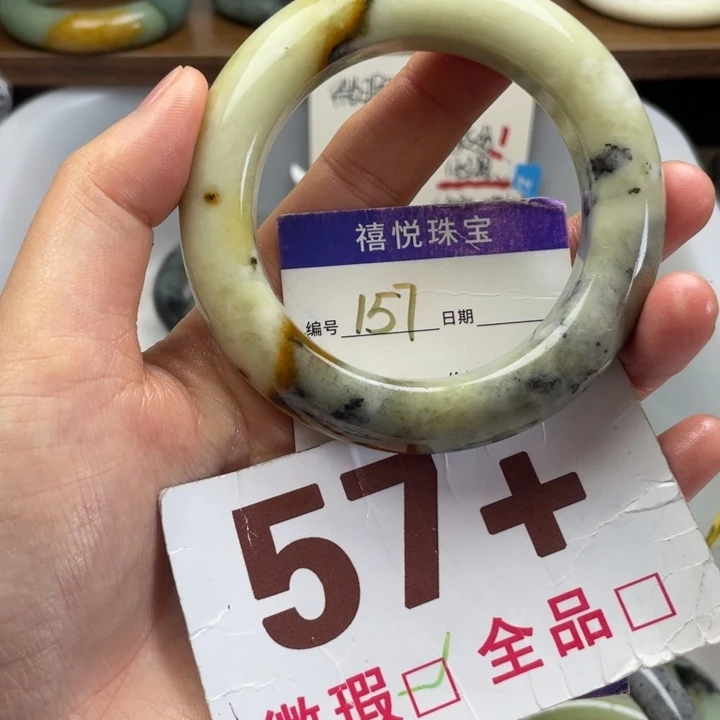 禧悦珠宝
编号 157 日期
57+
微瑕☑ 全品☐